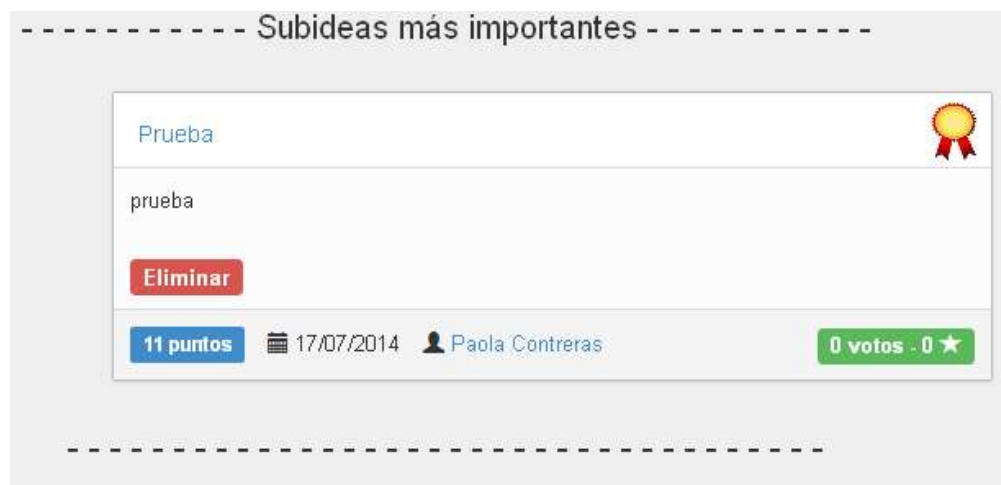 - - - - - - - - - - - Subideas más importantes - - - - - - - - - - -
Prueba
prueba
Eliminar
11 puntos 17/07/2014 Paola Contreras 0 votos - 0 ★
- - - - - - - - - - - - - - - - - - - - - - - - - - - - - - - - - - - -